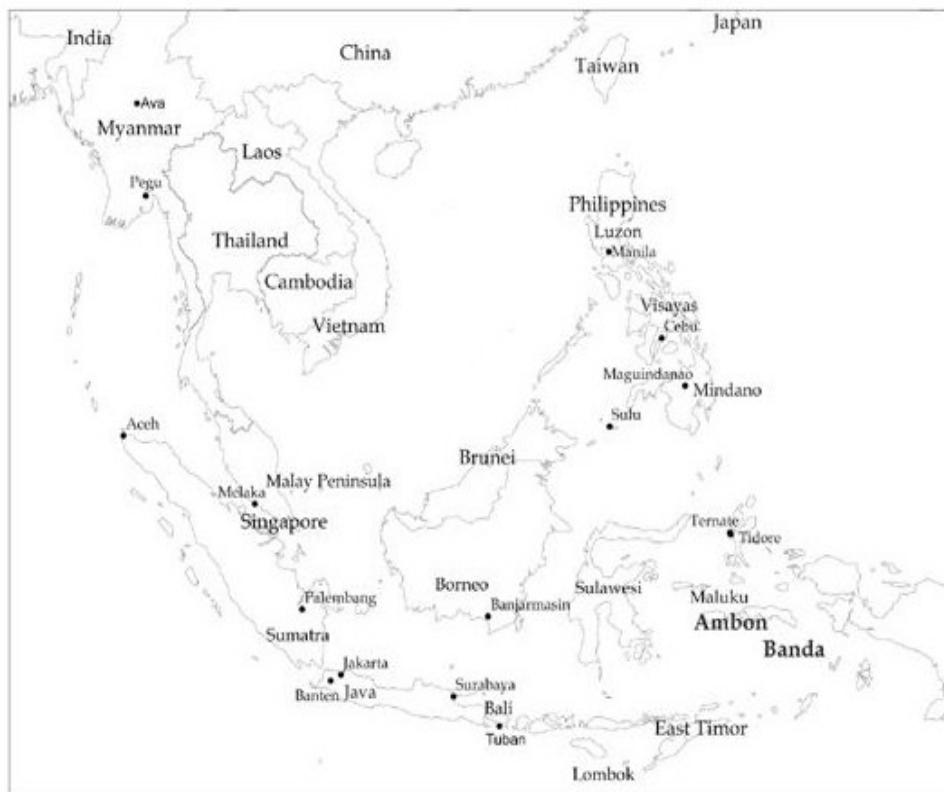 Japan
India
China
Taiwan
Ava
Myanmar
Laos
Pegu
Philippines
Luzon
Thailand
Manila
Cambodia
Visayas
Vietnam
Cebu
Maguindanao
Mindano
Sulu
Aceh
Brunei
Malay Peninsula
Melaka
Singapore
Ternate
Tidore
Borneo
Sulawesi
Palembang
Maluku
Banjarmasin
Ambon
Sumatra
Banda
Jakarta
Banten
Java
Surabaya
Bali
East Timor
Tuban
Lombok